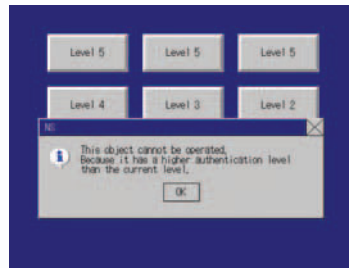 Level 5 Level 5 Level 5
Level 4 Level 3 Level 2
NS
This object cannot be operated.
Because it has a higher authentication level
than the current level.
OK